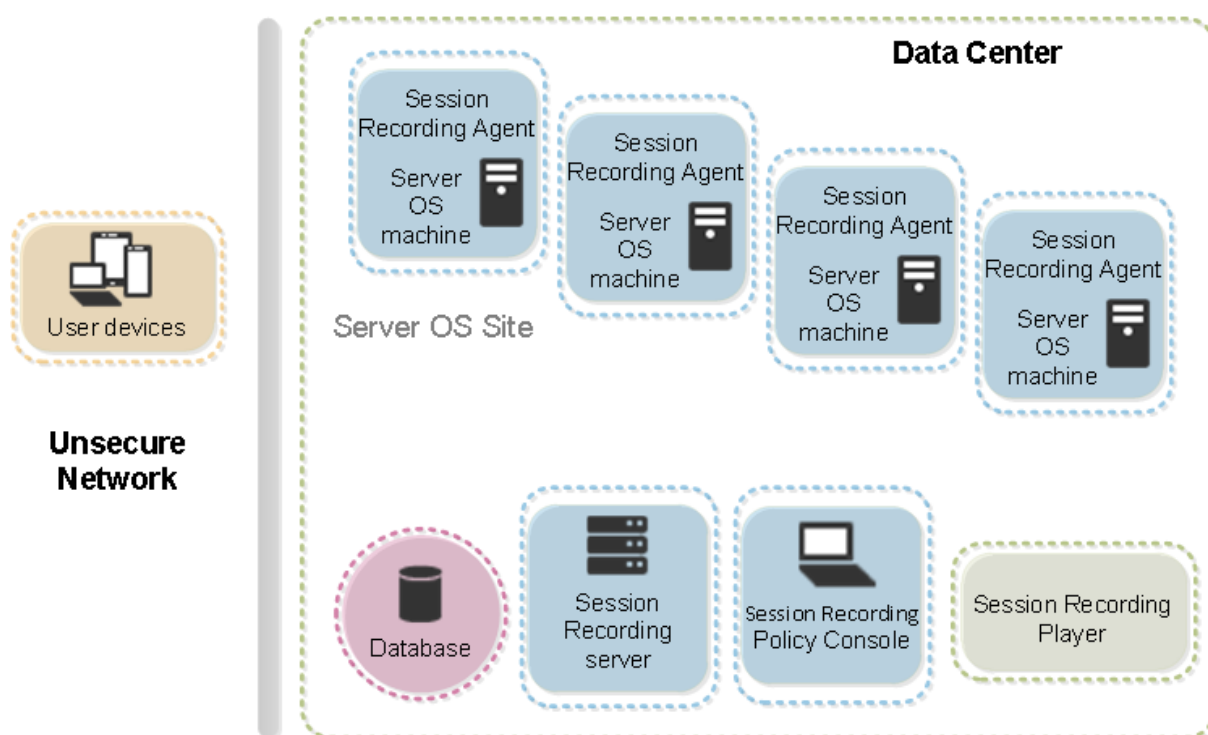 Data Center
Session
Recording Agent
Server
OS
machine
Session
Recording Agent
Server
OS
machine
Session
Recording Agent
Server
OS
machine
Session
Recording Agent
Server
OS
machine
User devices
Server OS Site
Unsecure
Network
Database
Session
Recording
server
Session Recording
Policy Console
Session Recording
Player